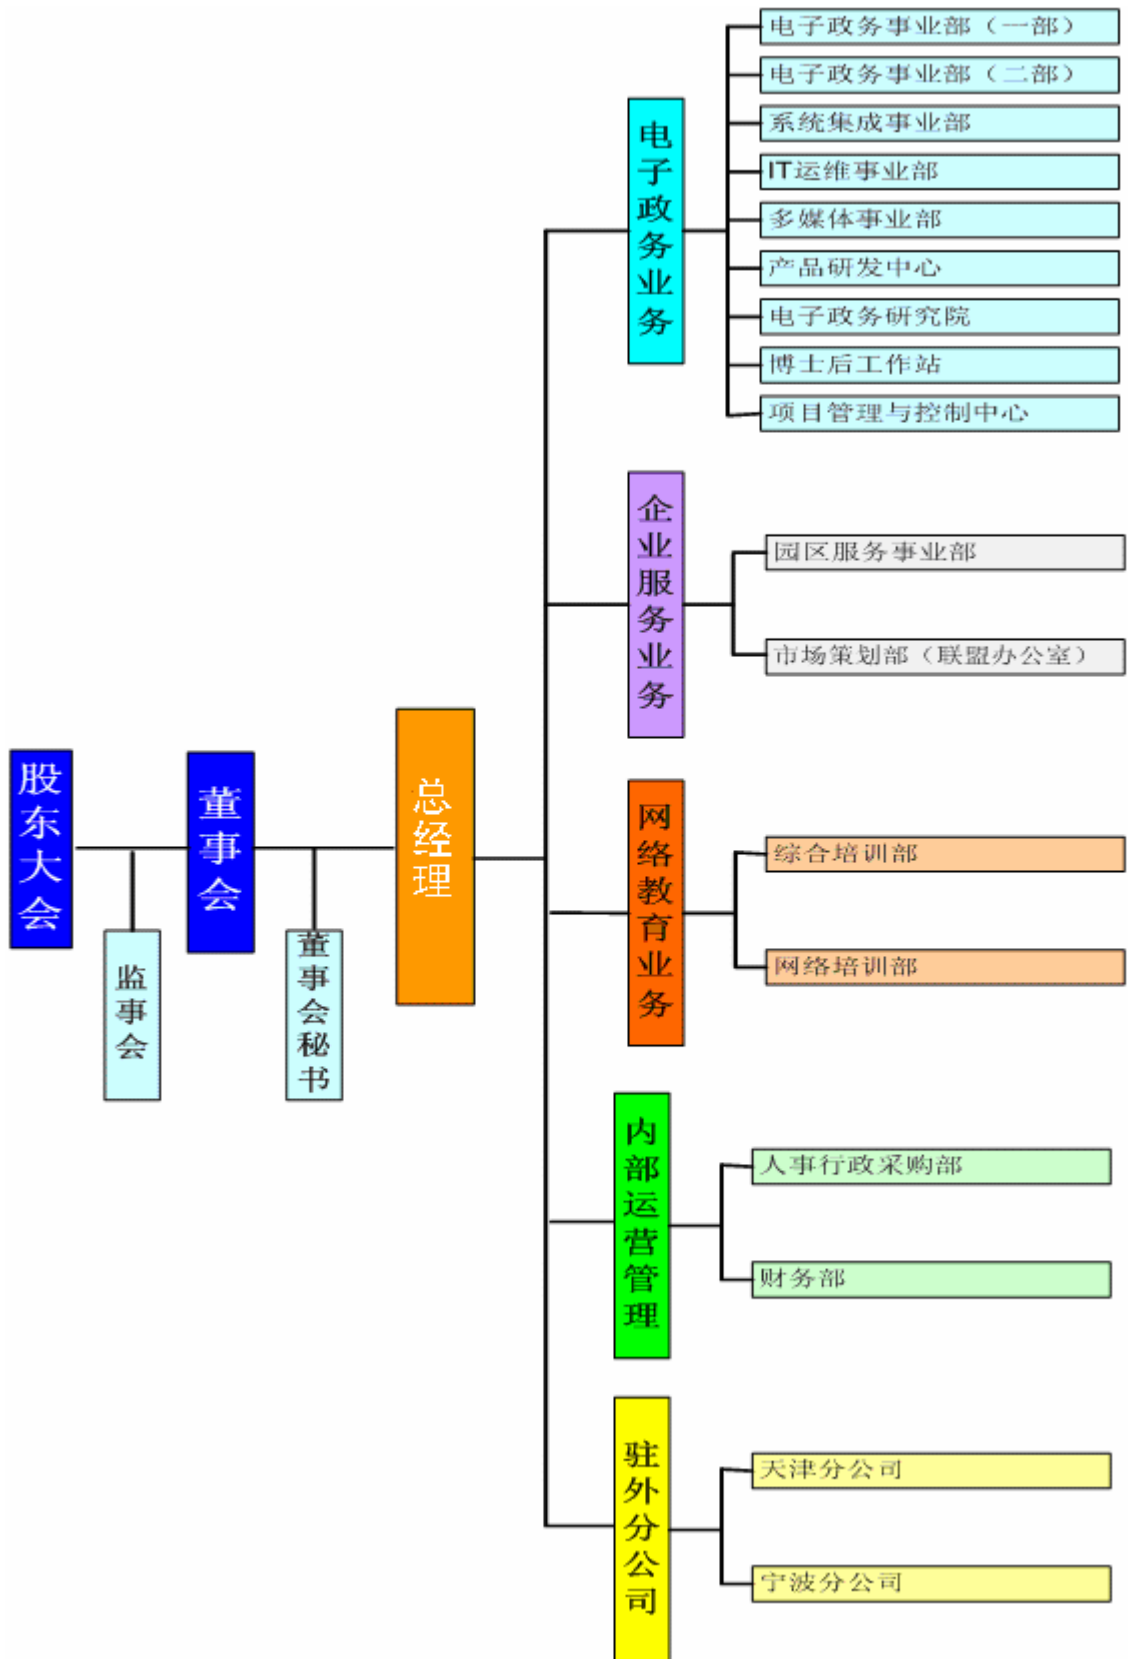 股东大会
监事会
董事会
董事会秘书
总经理
电子政务业务
电子政务事业部（一部）
电子政务事业部（二部）
系统集成事业部
IT运维事业部
多媒体事业部
产品研发中心
电子政务研究院
博士后工作站
项目管理与控制中心
企业服务业务
园区服务事业部
市场策划部（联盟办公室）
网络教育业务
综合培训部
网络培训部
内部运营管理
人事行政采购部
财务部
驻外分公司
天津分公司
宁波分公司